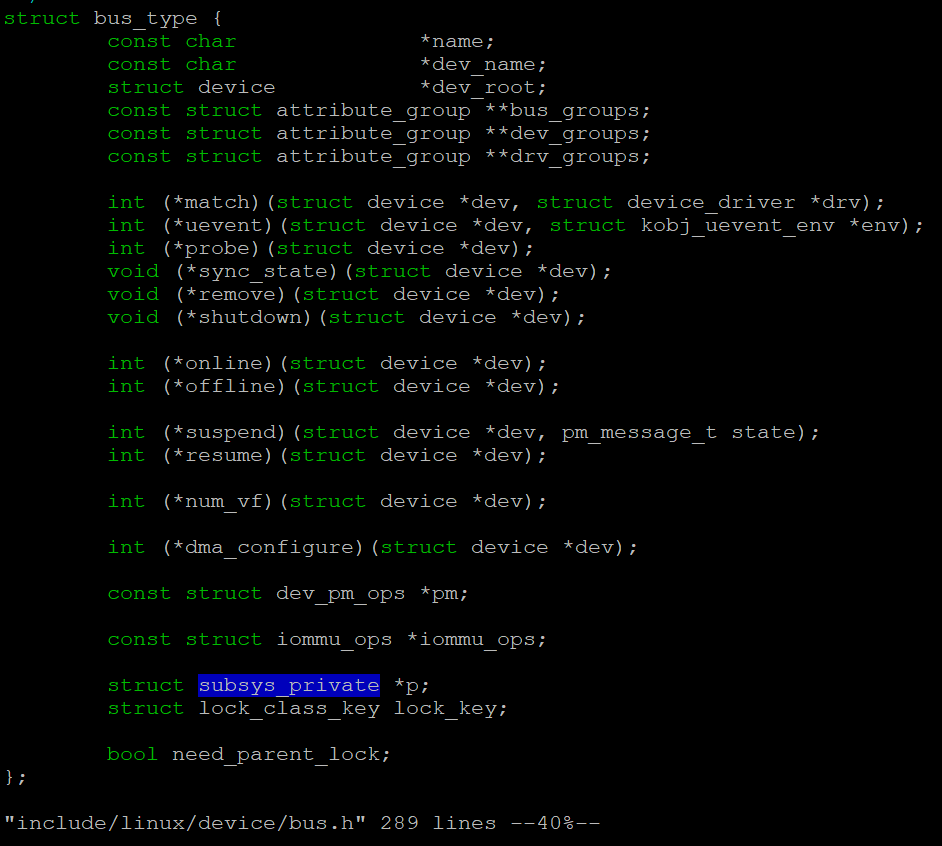 struct bus_type {
        const char              *name;
        const char              *dev_name;
        struct device           *dev_root;
        const struct attribute_group **bus_groups;
        const struct attribute_group **dev_groups;
        const struct attribute_group **drv_groups;

        int (*match)(struct device *dev, struct device_driver *drv);
        int (*uevent)(struct device *dev, struct kobj_uevent_env *env);
        int (*probe)(struct device *dev);
        void (*sync_state)(struct device *dev);
        void (*remove)(struct device *dev);
        void (*shutdown)(struct device *dev);

        int (*online)(struct device *dev);
        int (*offline)(struct device *dev);

        int (*suspend)(struct device *dev, pm_message_t state);
        int (*resume)(struct device *dev);

        int (*num_vf)(struct device *dev);

        int (*dma_configure)(struct device *dev);

        const struct dev_pm_ops *pm;

        const struct iommu_ops *iommu_ops;

        struct subsys_private *p;
        struct lock_class_key lock_key;

        bool need_parent_lock;
};

"include/linux/device/bus.h" 289 lines --40%--